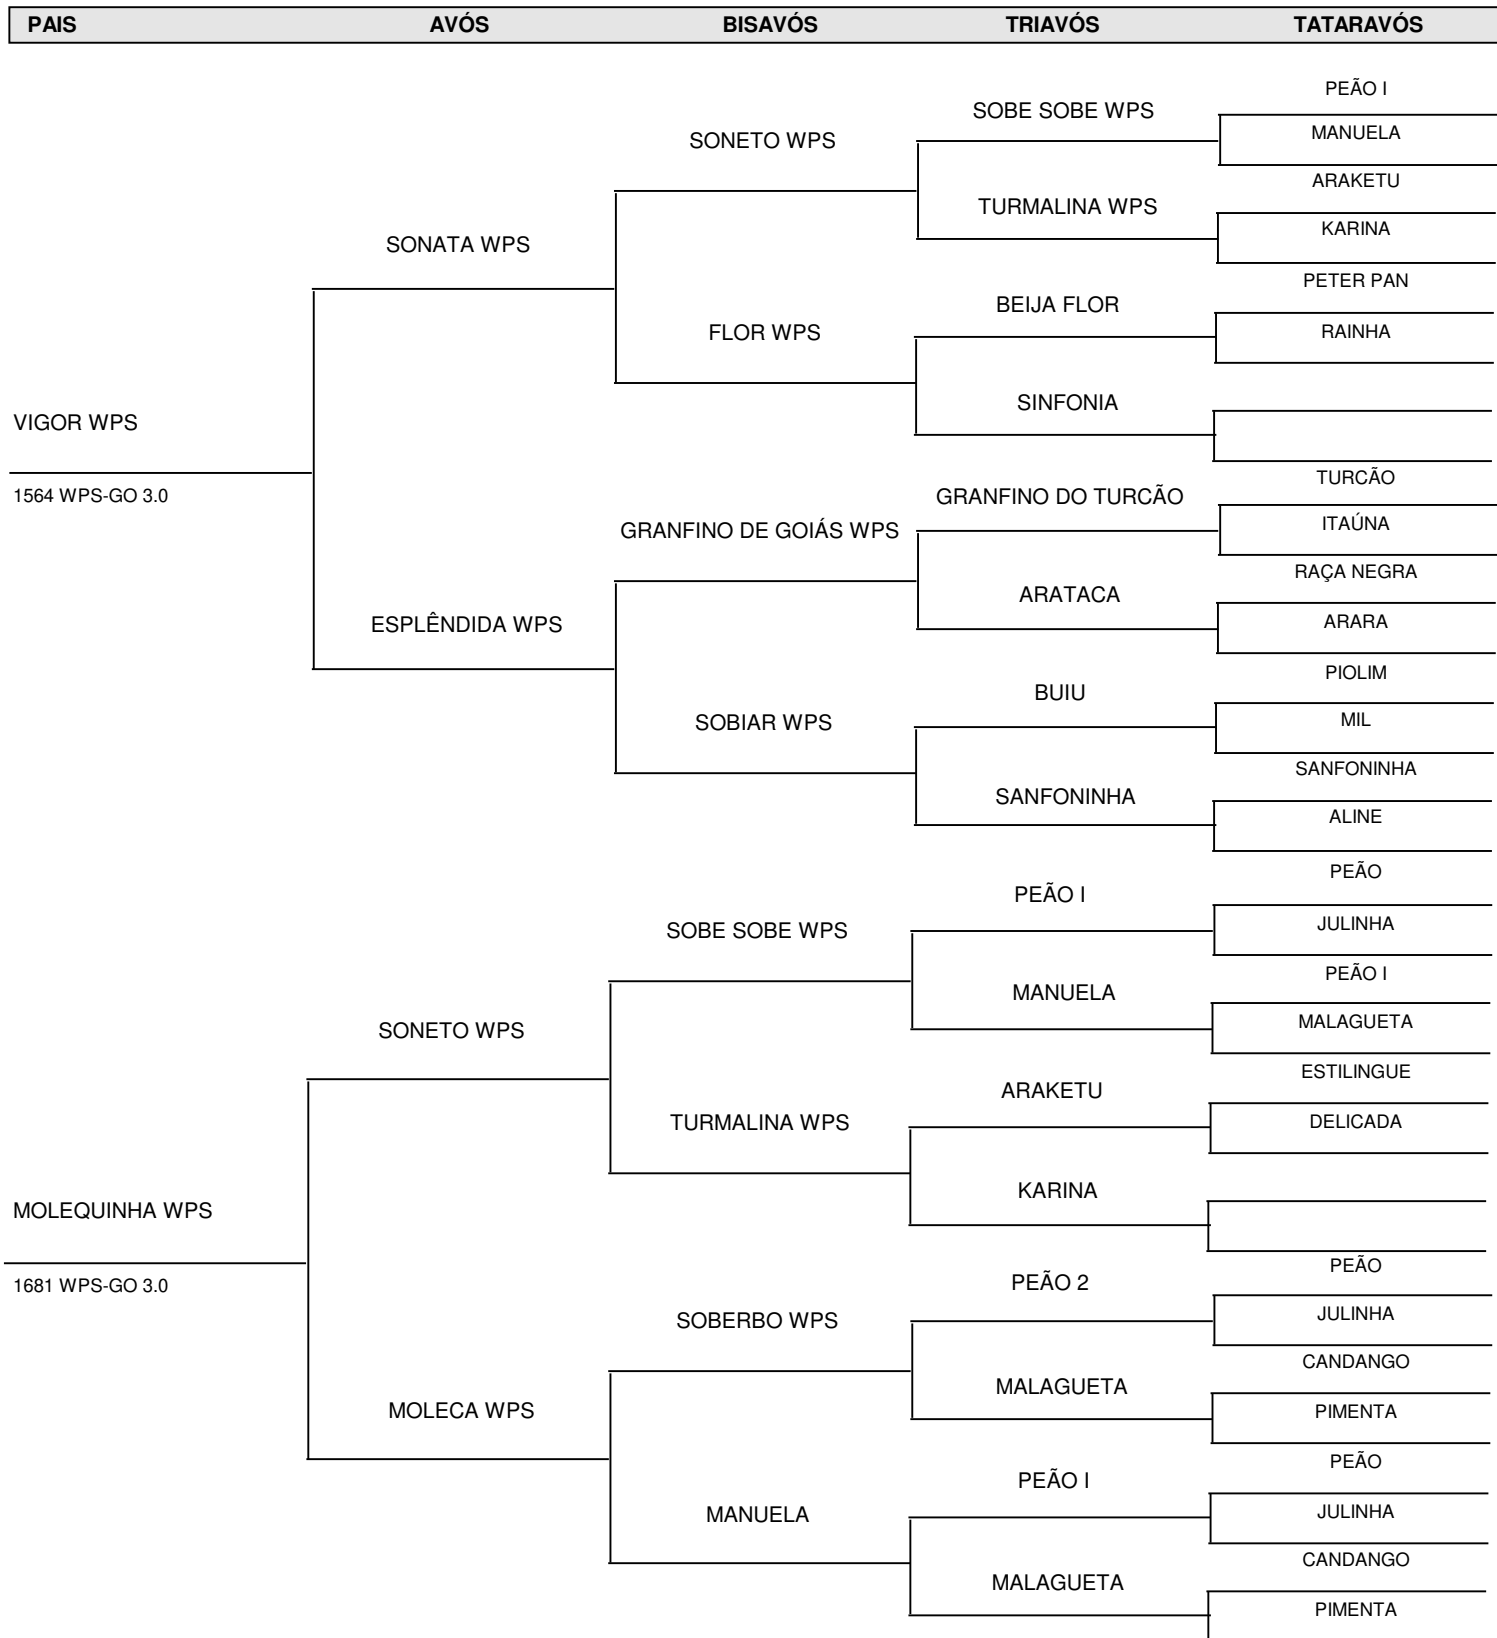 PAIS AVÓS BISAVÓS TRIAVÓS TATARAVÓS
PEÃO I
SOBE SOBE WPS
MANUELA
SONETO WPS
ARAKETU
TURMALINA WPS
KARINA
SONATA WPS
PETER PAN
BEIJA FLOR
RAINHA
FLOR WPS
SINFONIA
VIGOR WPS
TURCÃO
1564 WPS-GO 3.0
GRANFINO DO TURCÃO
ITAÚNA
GRANFINO DE GOIÁS WPS
RAÇA NEGRA
ARATACA
ARARA
ESPLÊNDIDA WPS
PIOLIM
BUIU
MIL
SOBIAR WPS
SANFONINHA
SANFONINHA
ALINE
PEÃO
PEÃO I
JULINHA
SOBE SOBE WPS
PEÃO I
MANUELA
MALAGUETA
SONETO WPS
ESTILINGUE
ARAKETU
DELICADA
TURMALINA WPS
KARINA
MOLEQUINHA WPS
PEÃO
1681 WPS-GO 3.0
PEÃO 2
JULINHA
SOBERBO WPS
CANDANGO
MALAGUETA
PIMENTA
MOLECA WPS
PEÃO
PEÃO I
JULINHA
MANUELA
CANDANGO
MALAGUETA
PIMENTA